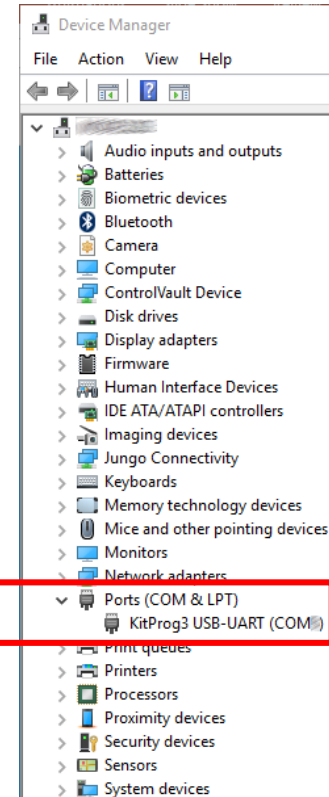 Device Manager
File Action View Help
Audio inputs and outputs
Batteries
Biometric devices
Bluetooth
Camera
Computer
ControlVault Device
Disk drives
Display adapters
Firmware
Human Interface Devices
IDE ATA/ATAPI controllers
Imaging devices
Jungo Connectivity
Keyboards
Memory technology devices
Mice and other pointing devices
Monitors
Network adapters
Ports (COM & LPT)
KitProg3 USB-UART (COM )
Print queues
Printers
Processors
Proximity devices
Security devices
Sensors
System devices